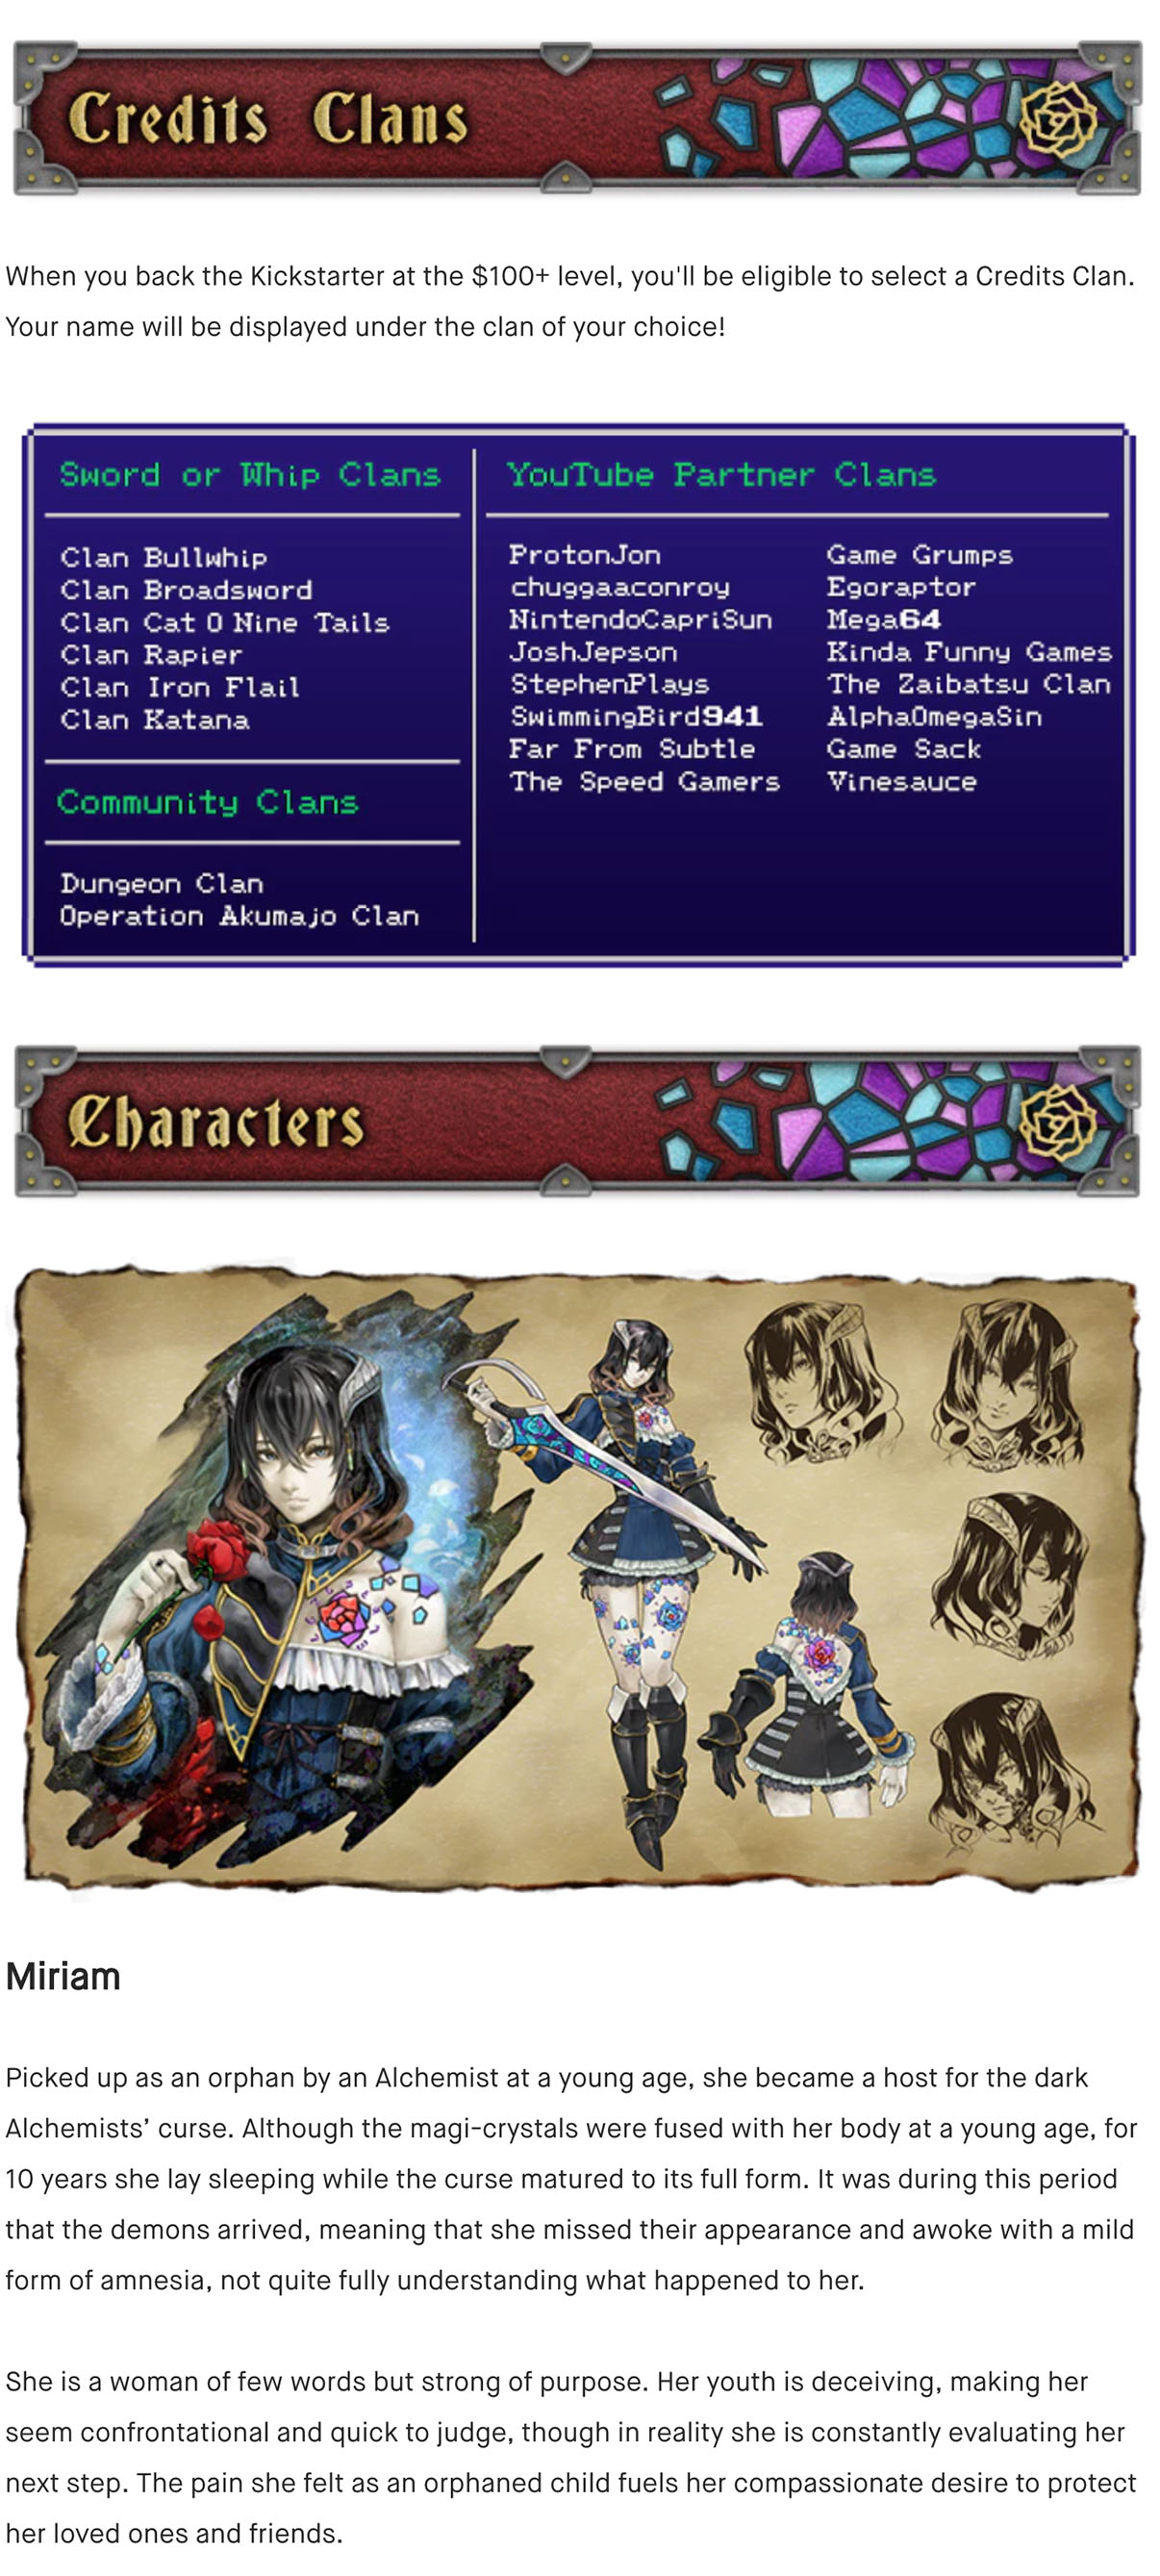 Credits Clans
When you back the Kickstarter at the $100+ level, you'll be eligible to select a Credits Clan.
Your name will be displayed under the clan of your choice!
Sword or Whip Clans
Clan Bullwhip
Clan Broadsword
Clan Cat O Nine Tails
Clan Rapier
Clan Iron Flail
Clan Katana
Community Clans
Dungeon Clan
Operation Akumajo Clan
YouTube Partner Clans
ProtonJon
chuggaaconroy
NintendoCapriSun
JoshJepson
StephenPlays
SwimmingBird941
Far From Subtle
The Speed Gamers
Game Grumps
Egoraptor
Mega64
Kinda Funny Games
The Zaibatsu Clan
AlphaOmegaSin
Game Sack
Vinesauce
Characters
Miriam
Picked up as an orphan by an Alchemist at a young age, she became a host for the dark
Alchemists’ curse. Although the magi-crystals were fused with her body at a young age, for
10 years she lay sleeping while the curse matured to its full form. It was during this period
that the demons arrived, meaning that she missed their appearance and awoke with a mild
form of amnesia, not quite fully understanding what happened to her.
She is a woman of few words but strong of purpose. Her youth is deceiving, making her
seem confrontational and quick to judge, though in reality she is constantly evaluating her
next step. The pain she felt as an orphaned child fuels her compassionate desire to protect
her loved ones and friends.